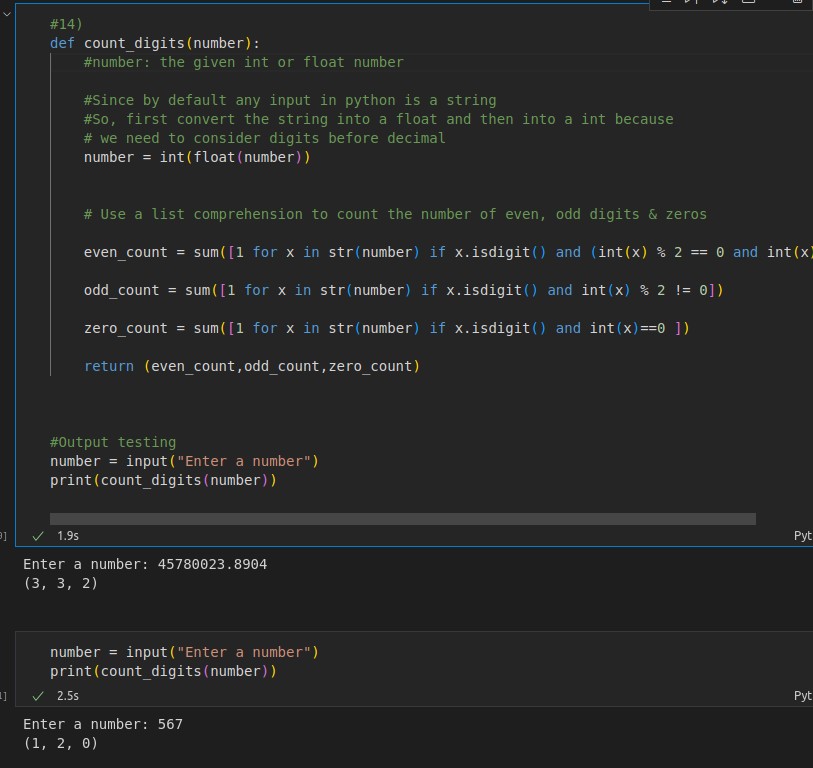 #14)
def count_digits(number):
#number: the given int or float number
#Since by default any input in python is a string
#So, first convert the string into a float and then into a int because
# we need to consider digits before decimal
number = int(float(number))
# Use a list comprehension to count the number of even, odd digits & zeros
even_count = sum([1 for x in str(number) if x.isdigit() and (int(x) % 2 == 0 and int(x)
odd_count = sum([1 for x in str(number) if x.isdigit() and int(x) % 2 != 0])
zero_count = sum([1 for x in str(number) if x.isdigit() and int(x)==0 ])
return (even_count,odd_count,zero_count)
#Output testing
number = input("Enter a number")
print(count_digits(number))
✓ 1.9s
Pyt
Enter a number: 45780023.8904
(3, 3, 2)
number = input("Enter a number")
print(count_digits(number))
✓ 2.5s
Pyt
Enter a number: 567
(1, 2, 0)